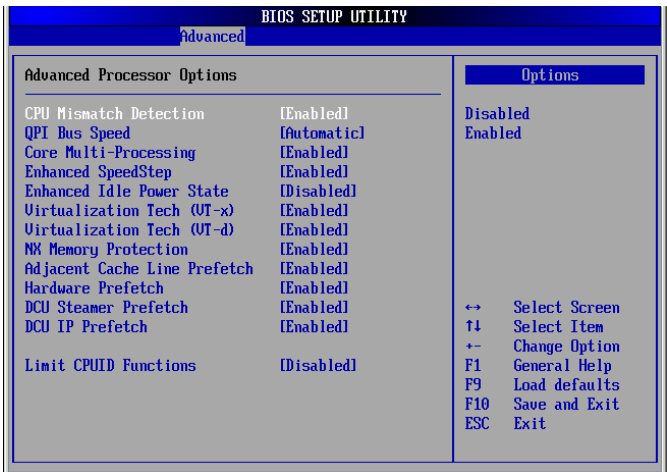 BIOS SETUP UTILITY
Advanced
Advanced Processor Options
CPU Mismatch Detection [Enabled]
QPI Bus Speed [Automatic]
Core Multi-Processing [Enabled]
Enhanced SpeedStep [Enabled]
Enhanced Idle Power State [Disabled]
Virtualization Tech (VT-x) [Enabled]
Virtualization Tech (VT-d) [Enabled]
NX Memory Protection [Enabled]
Adjacent Cache Line Prefetch [Enabled]
Hardware Prefetch [Enabled]
DCU Steamer Prefetch [Enabled]
DCU IP Prefetch [Enabled]
Limit CPUID Functions [Disabled]
Options
Disabled
Enabled
↔ Select Screen
↑↓ Select Item
+- Change Option
F1 General Help
F9 Load defaults
F10 Save and Exit
ESC Exit